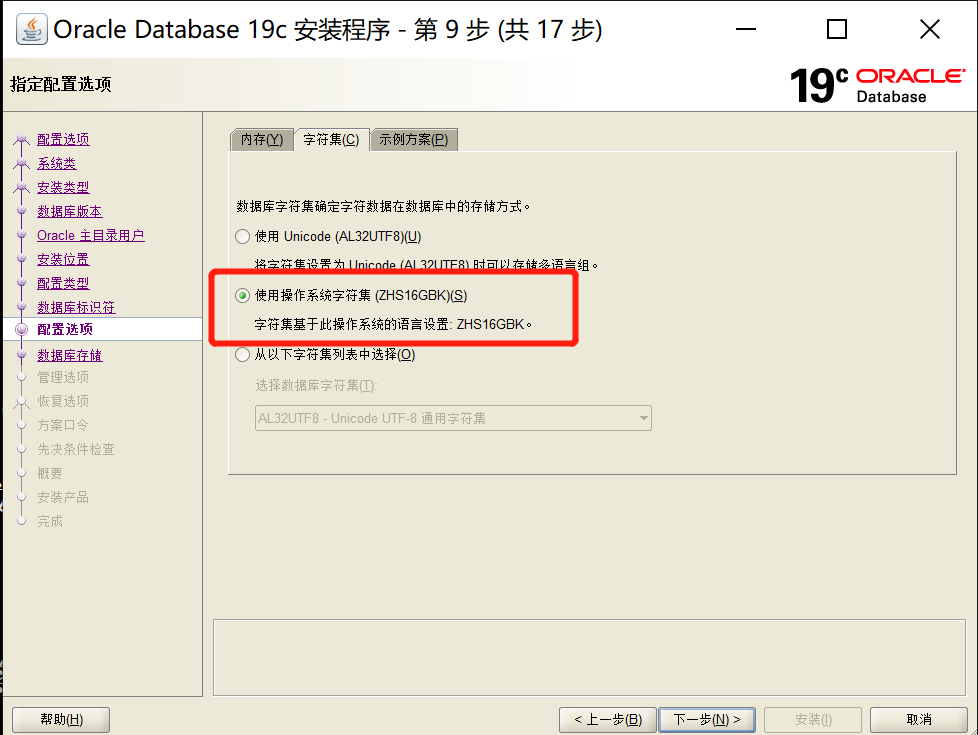 Oracle Database 19c 安装程序 - 第 9 步 (共 17 步)
指定配置选项
19c ORACLE
Database
配置选项
系统类
安装类型
数据库版本
Oracle 主目录用户
安装位置
配置类型
数据库标识符
配置选项
数据库存储
管理选项
恢复选项
方案口令
先决条件检查
概要
安装产品
完成
内存(Y) 字符集(C) 示例方案(P)
数据库字符集确定字符数据在数据库中的存储方式。
使用 Unicode (AL32UTF8)(U)
将字符集设置为 Unicode (AL32UTF8) 时可以存储多语言组。
使用操作系统字符集 (ZHS16GBK)(S)
字符集基于此操作系统的语言设置: ZHS16GBK。
从以下字符集列表中选择(O)
选择数据库字符集(T):
AL32UTF8 - Unicode UTF-8 通用字符集
帮助(H) < 上一步(B) 下一步(N) > 安装(I) 取消